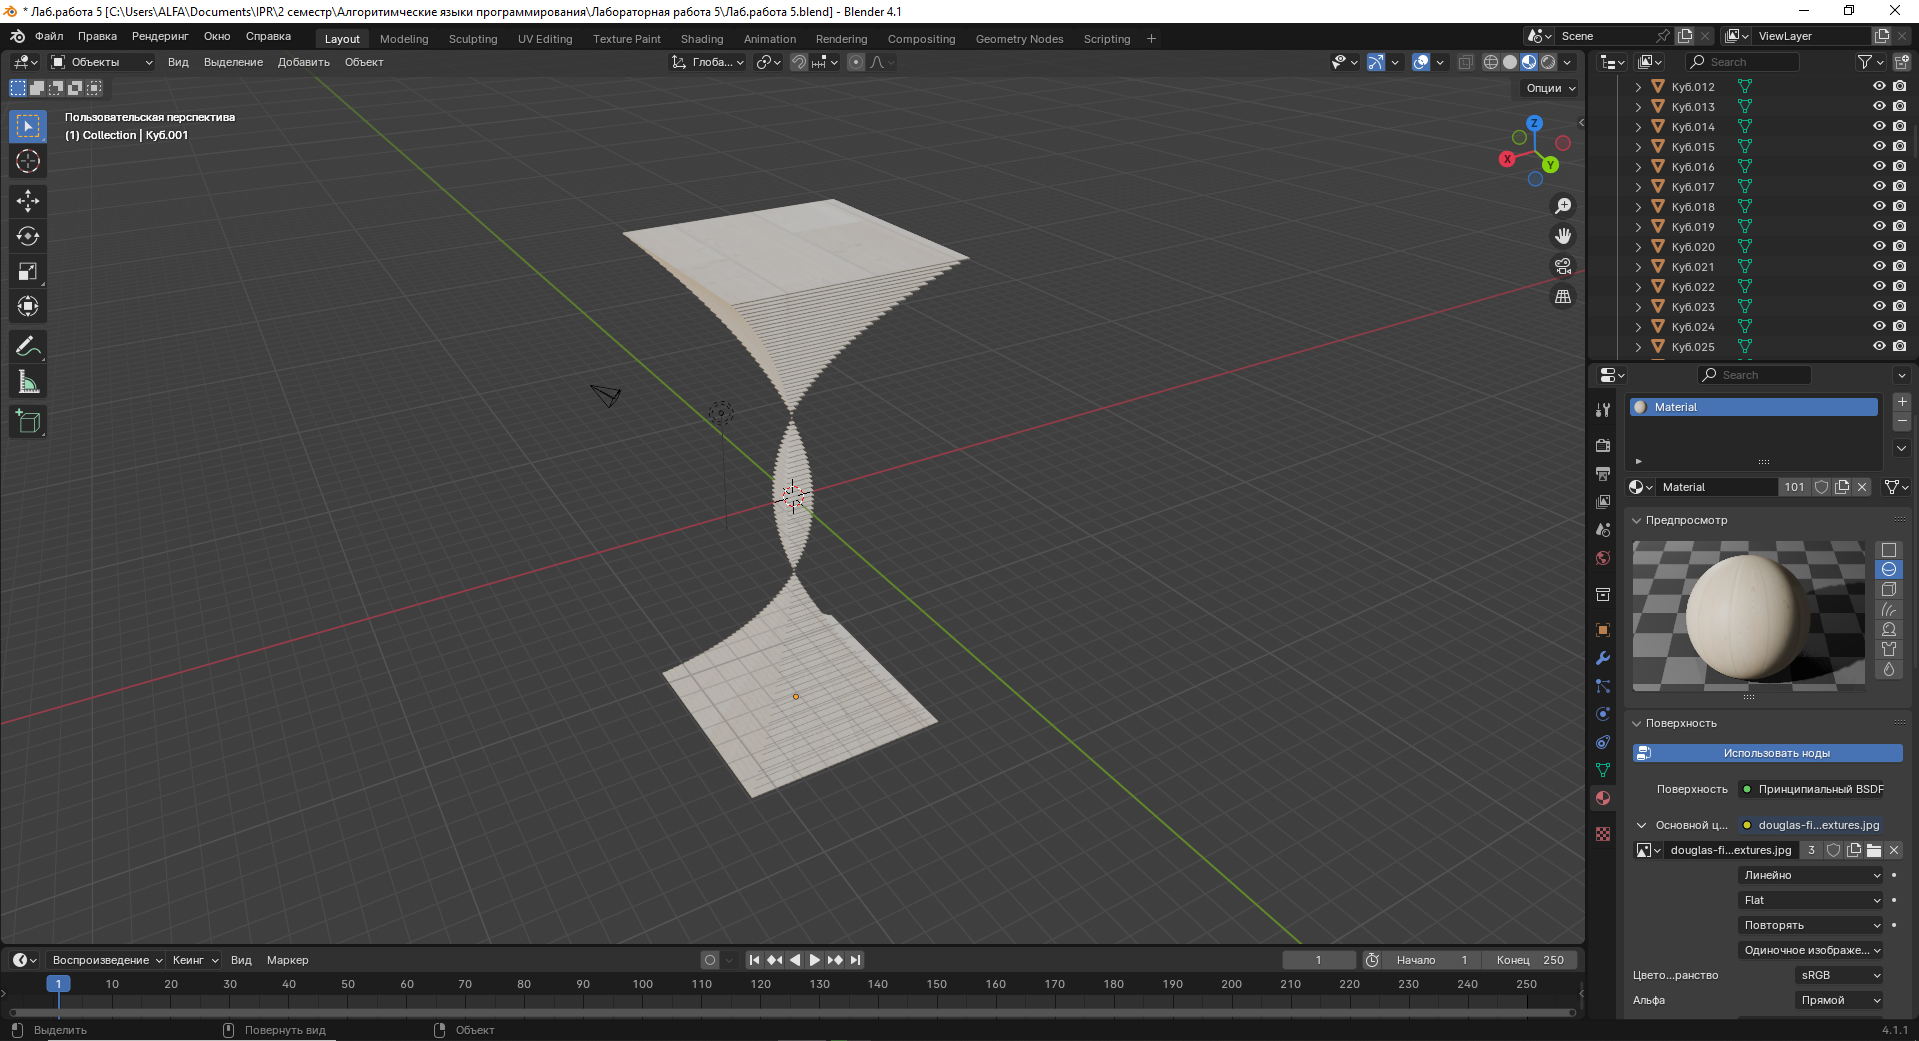 * Лаб.работа 5 [C:\Users\ALFA\Documents\IPR\2 семестр\Алгоритимческие языки программирования\Лабораторная работа 5\Лаб.работа 5.blend] - Blender 4.1
Файл Правка Рендеринг Окно Справка Layout Modeling Sculpting UV Editing Texture Paint Shading Animation Rendering Compositing Geometry Nodes Scripting + Scene ViewLayer
Объекты Вид Выделение Добавить Объект Глоба... Search
Опции
Пользовательская перспектива
(1) Collection | Куб.001
Z
X
Y
Куб.012
Куб.013
Куб.014
Куб.015
Куб.016
Куб.017
Куб.018
Куб.019
Куб.020
Куб.021
Куб.022
Куб.023
Куб.024
Куб.025
Search
Material
Material 101
Предпросмотр
Поверхность
Использовать ноды
Поверхность Принципиальный BSDF
Основной ц... douglas-fi...extures.jpg
douglas-fi...extures.jpg 3
Линейно
Flat
Повторять
Одиночное изображе...
Цвето...ранство sRGB
Альфа Прямой
Воспроизведение Кеинг Вид Маркер 1 Начало 1 Конец 250
1 10 20 30 40 50 60 70 80 90 100 110 120 130 140 150 160 170 180 190 200 210 220 230 240 250
Выделить Повернуть вид Объект 4.1.1